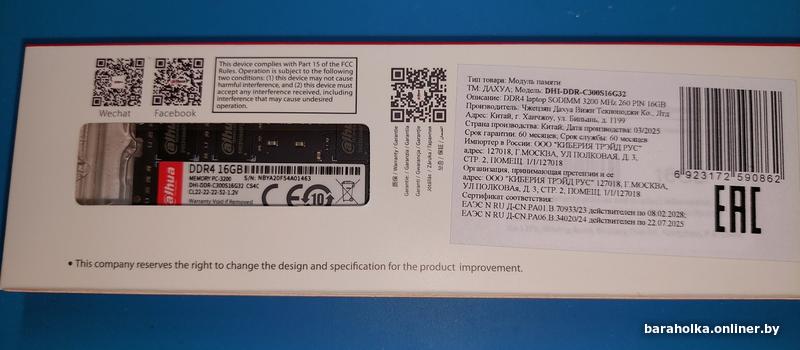 Wechat
Facebook
This device complies with Part 15 of the FCC
Rules. Operation is subject to the following
two conditions: (1) this device may not cause
harmful interference, and (2) this device must
accept any interference received, including
interference that may cause undesired
operation.
alhua
DDR4 16GB
MEMORY PC-3200
S/N: NBYA20F54A01463
DHI-DDR-C300S16G32 CS4C
CL22-22-22-52-1.2V
Warranty Void if Removed
CE
10
Warranty / Garantie
Тип товара: Модуль памяти
ТМ: ДАХУА; Модель: DHI-DDR-C300S16G32
Описание: DDR4 laptop SODIMM 3200 MHz 260 PIN 16GB
Производитель: Чжепзян Дахуа Вижн Текнолоджи Ко., Лтд
Адрес: Китай, г. Ханчжоу, ул. Биньань, д. 1199
Страна производства: Китай; Дата производства: 03/2025
Срок гарантии: 60 месяцев; Срок службы: 60 месяцев
Импортер в России: ООО "КИБЕРИЯ ТРЭЙД РУС"
адрес: 127018, Г.МОСКВА, УЛ ПОЛКОВАЯ, Д. 3,
СТР. 2, ПОМЕЩ. 1/1/127018
Организация, принимающая претензии и ее
адрес: ООО "КИБЕРИЯ ТРЭЙД РУС" 127018, Г.МОСКВА,
УЛ ПОЛКОВАЯ, Д. 3, СТР. 2, ПОМЕЩ. 1/1/127018
Сертификат соответствия:
ЕАЭС N RU Д-CN.РА01.В.70933/23 действителен по 08.02.2028;
ЕАЭС N RU Д-CN.РА06.В.34020/24 действителен по 22.07.2025
6 923172 590862
EAC
• This company reserves the right to change the design and specification for the product improvement.
baraholka.onliner.by